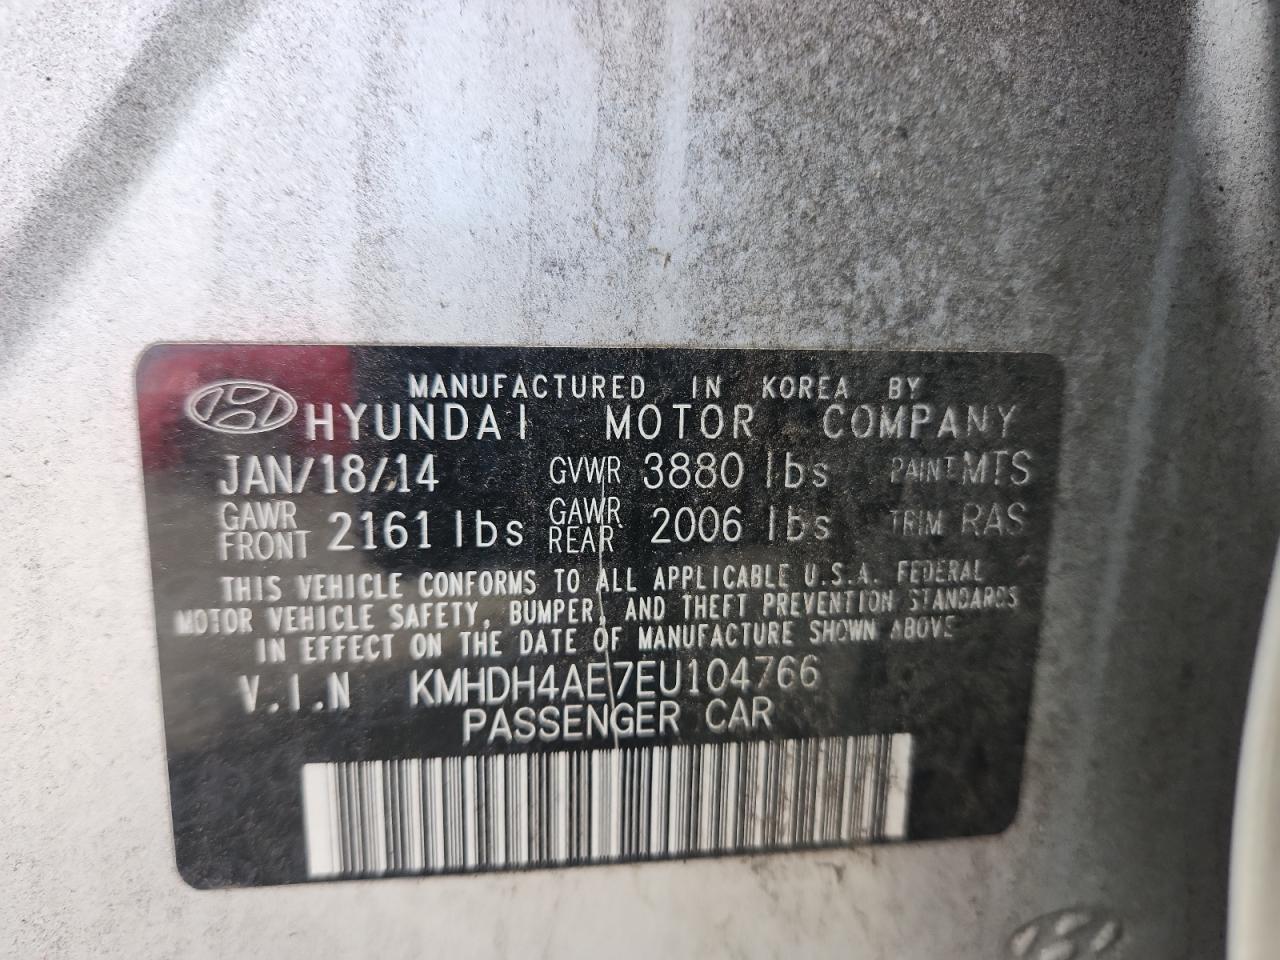 MANUFACTURED IN KOREA BY
HYUNDAI MOTOR COMPANY
JAN/18/14 GVWR 3880 lbs PAINT MTS
GAWR FRONT 2161 lbs GAWR REAR 2006 lbs TRIM RAS
THIS VEHICLE CONFORMS TO ALL APPLICABLE U.S.A. FEDERAL
MOTOR VEHICLE SAFETY, BUMPER, AND THEFT PREVENTION STANDARDS
IN EFFECT ON THE DATE OF MANUFACTURE SHOWN ABOVE
V.I.N KMHDH4AE7EU104766
PASSENGER CAR